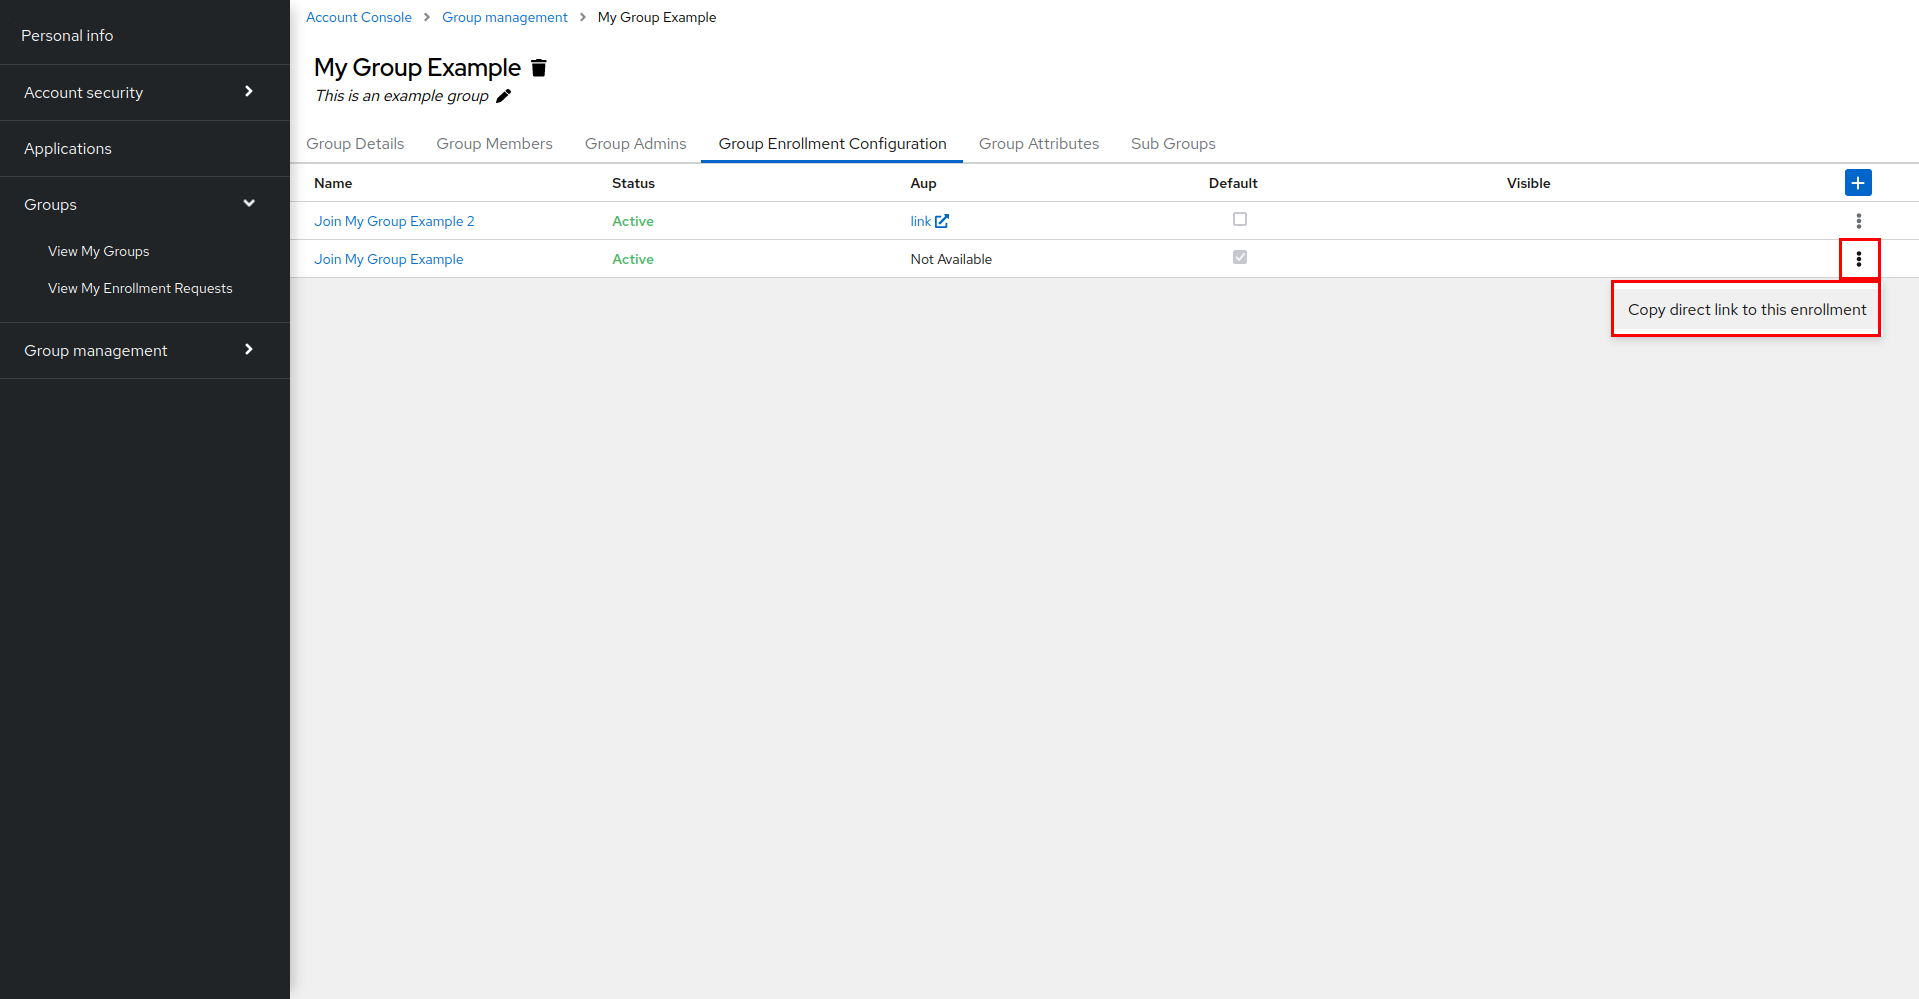 Personal info
Account security
Applications
Groups
View My Groups
View My Enrollment Requests
Group management
Account Console > Group management > My Group Example
My Group Example
This is an example group
Group Details Group Members Group Admins Group Enrollment Configuration Group Attributes Sub Groups
Name Status Aup Default Visible
Join My Group Example 2 Active link
Join My Group Example Active Not Available
Copy direct link to this enrollment